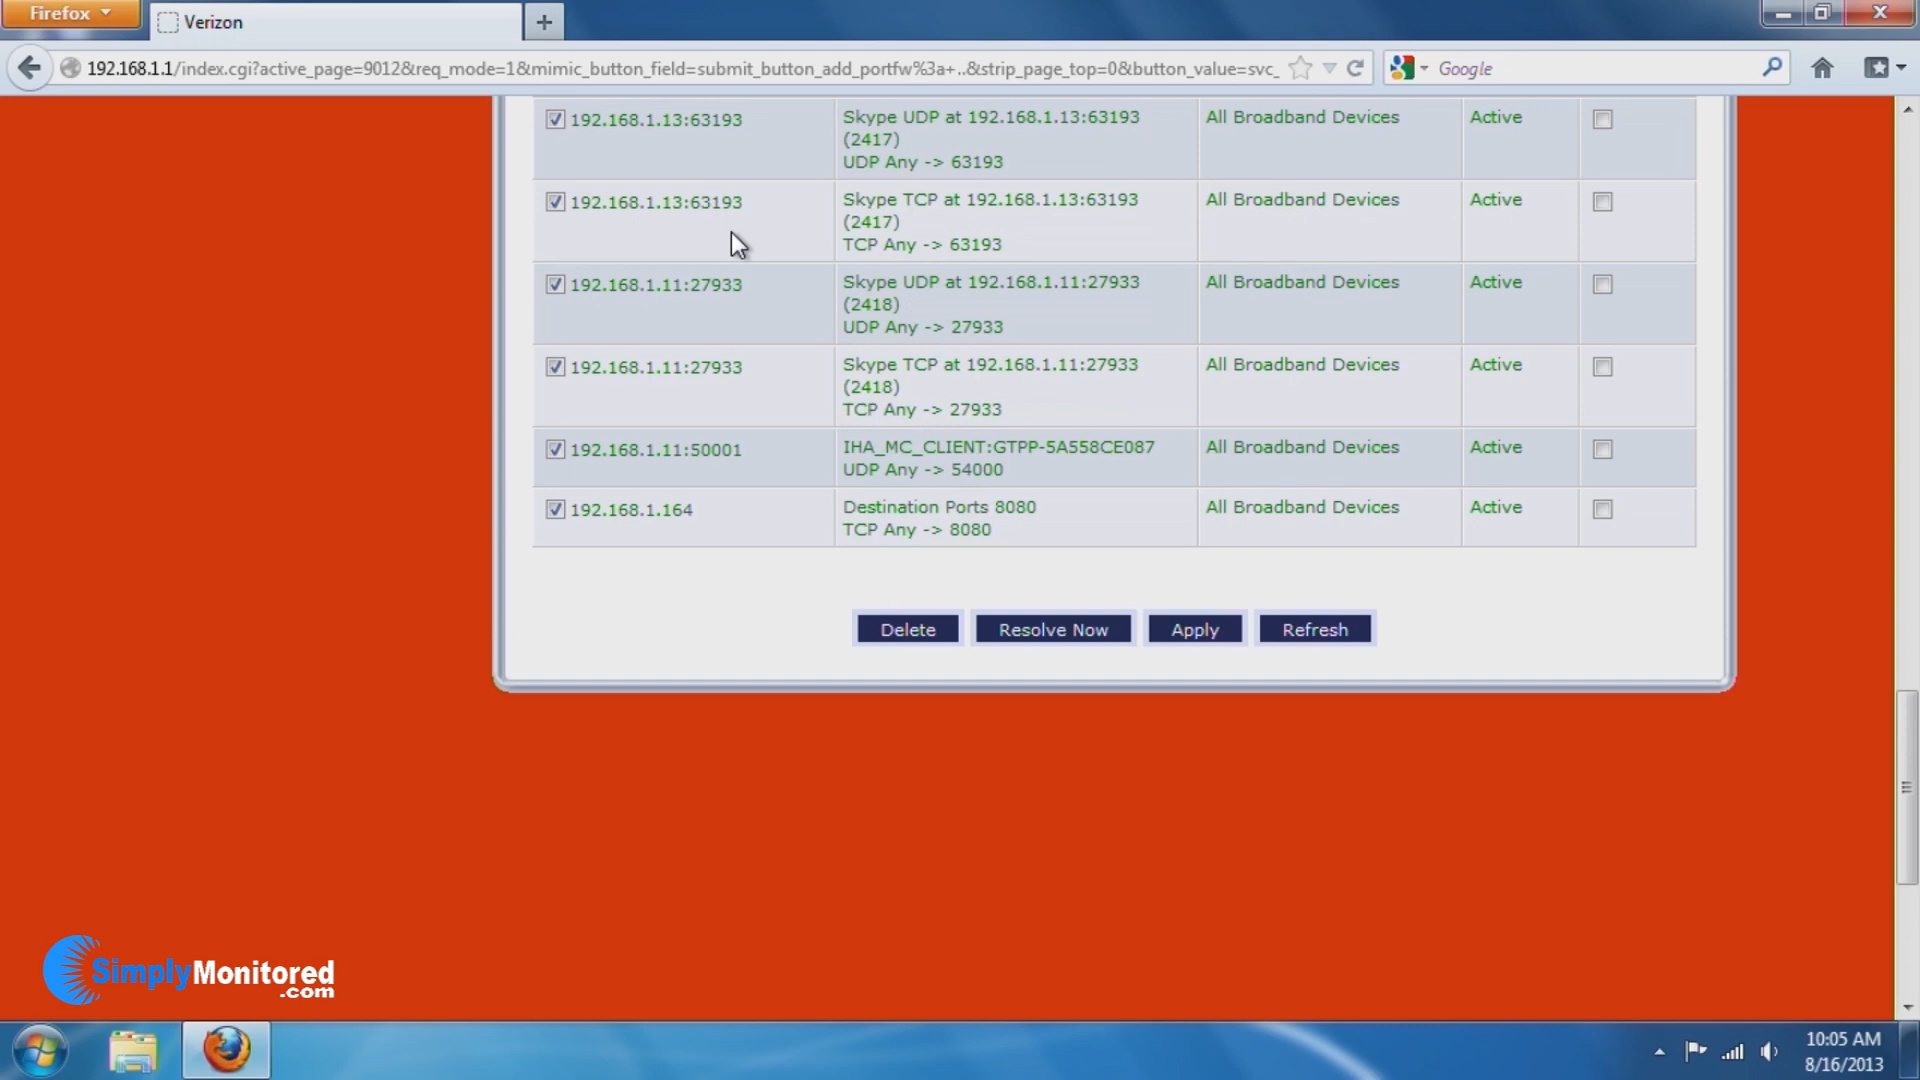 Firefox
Verizon
192.168.1.1/index.cgi?active_page=9012&req_mode=1&mimic_button_field=submit_button_add_portfw%3a+..&strip_page_top=0&button_value=svc_
Google
192.168.1.13:63193 Skype UDP at 192.168.1.13:63193 All Broadband Devices Active
(2417)
UDP Any -> 63193
192.168.1.13:63193 Skype TCP at 192.168.1.13:63193 All Broadband Devices Active
(2417)
TCP Any -> 63193
192.168.1.11:27933 Skype UDP at 192.168.1.11:27933 All Broadband Devices Active
(2418)
UDP Any -> 27933
192.168.1.11:27933 Skype TCP at 192.168.1.11:27933 All Broadband Devices Active
(2418)
TCP Any -> 27933
192.168.1.11:50001 IHA_MC_CLIENT:GTPP-5A558CE087 All Broadband Devices Active
UDP Any -> 54000
192.168.1.164 Destination Ports 8080 All Broadband Devices Active
TCP Any -> 8080
Delete Resolve Now Apply Refresh
SimplyMonitored
.com
10:05 AM
8/16/2013